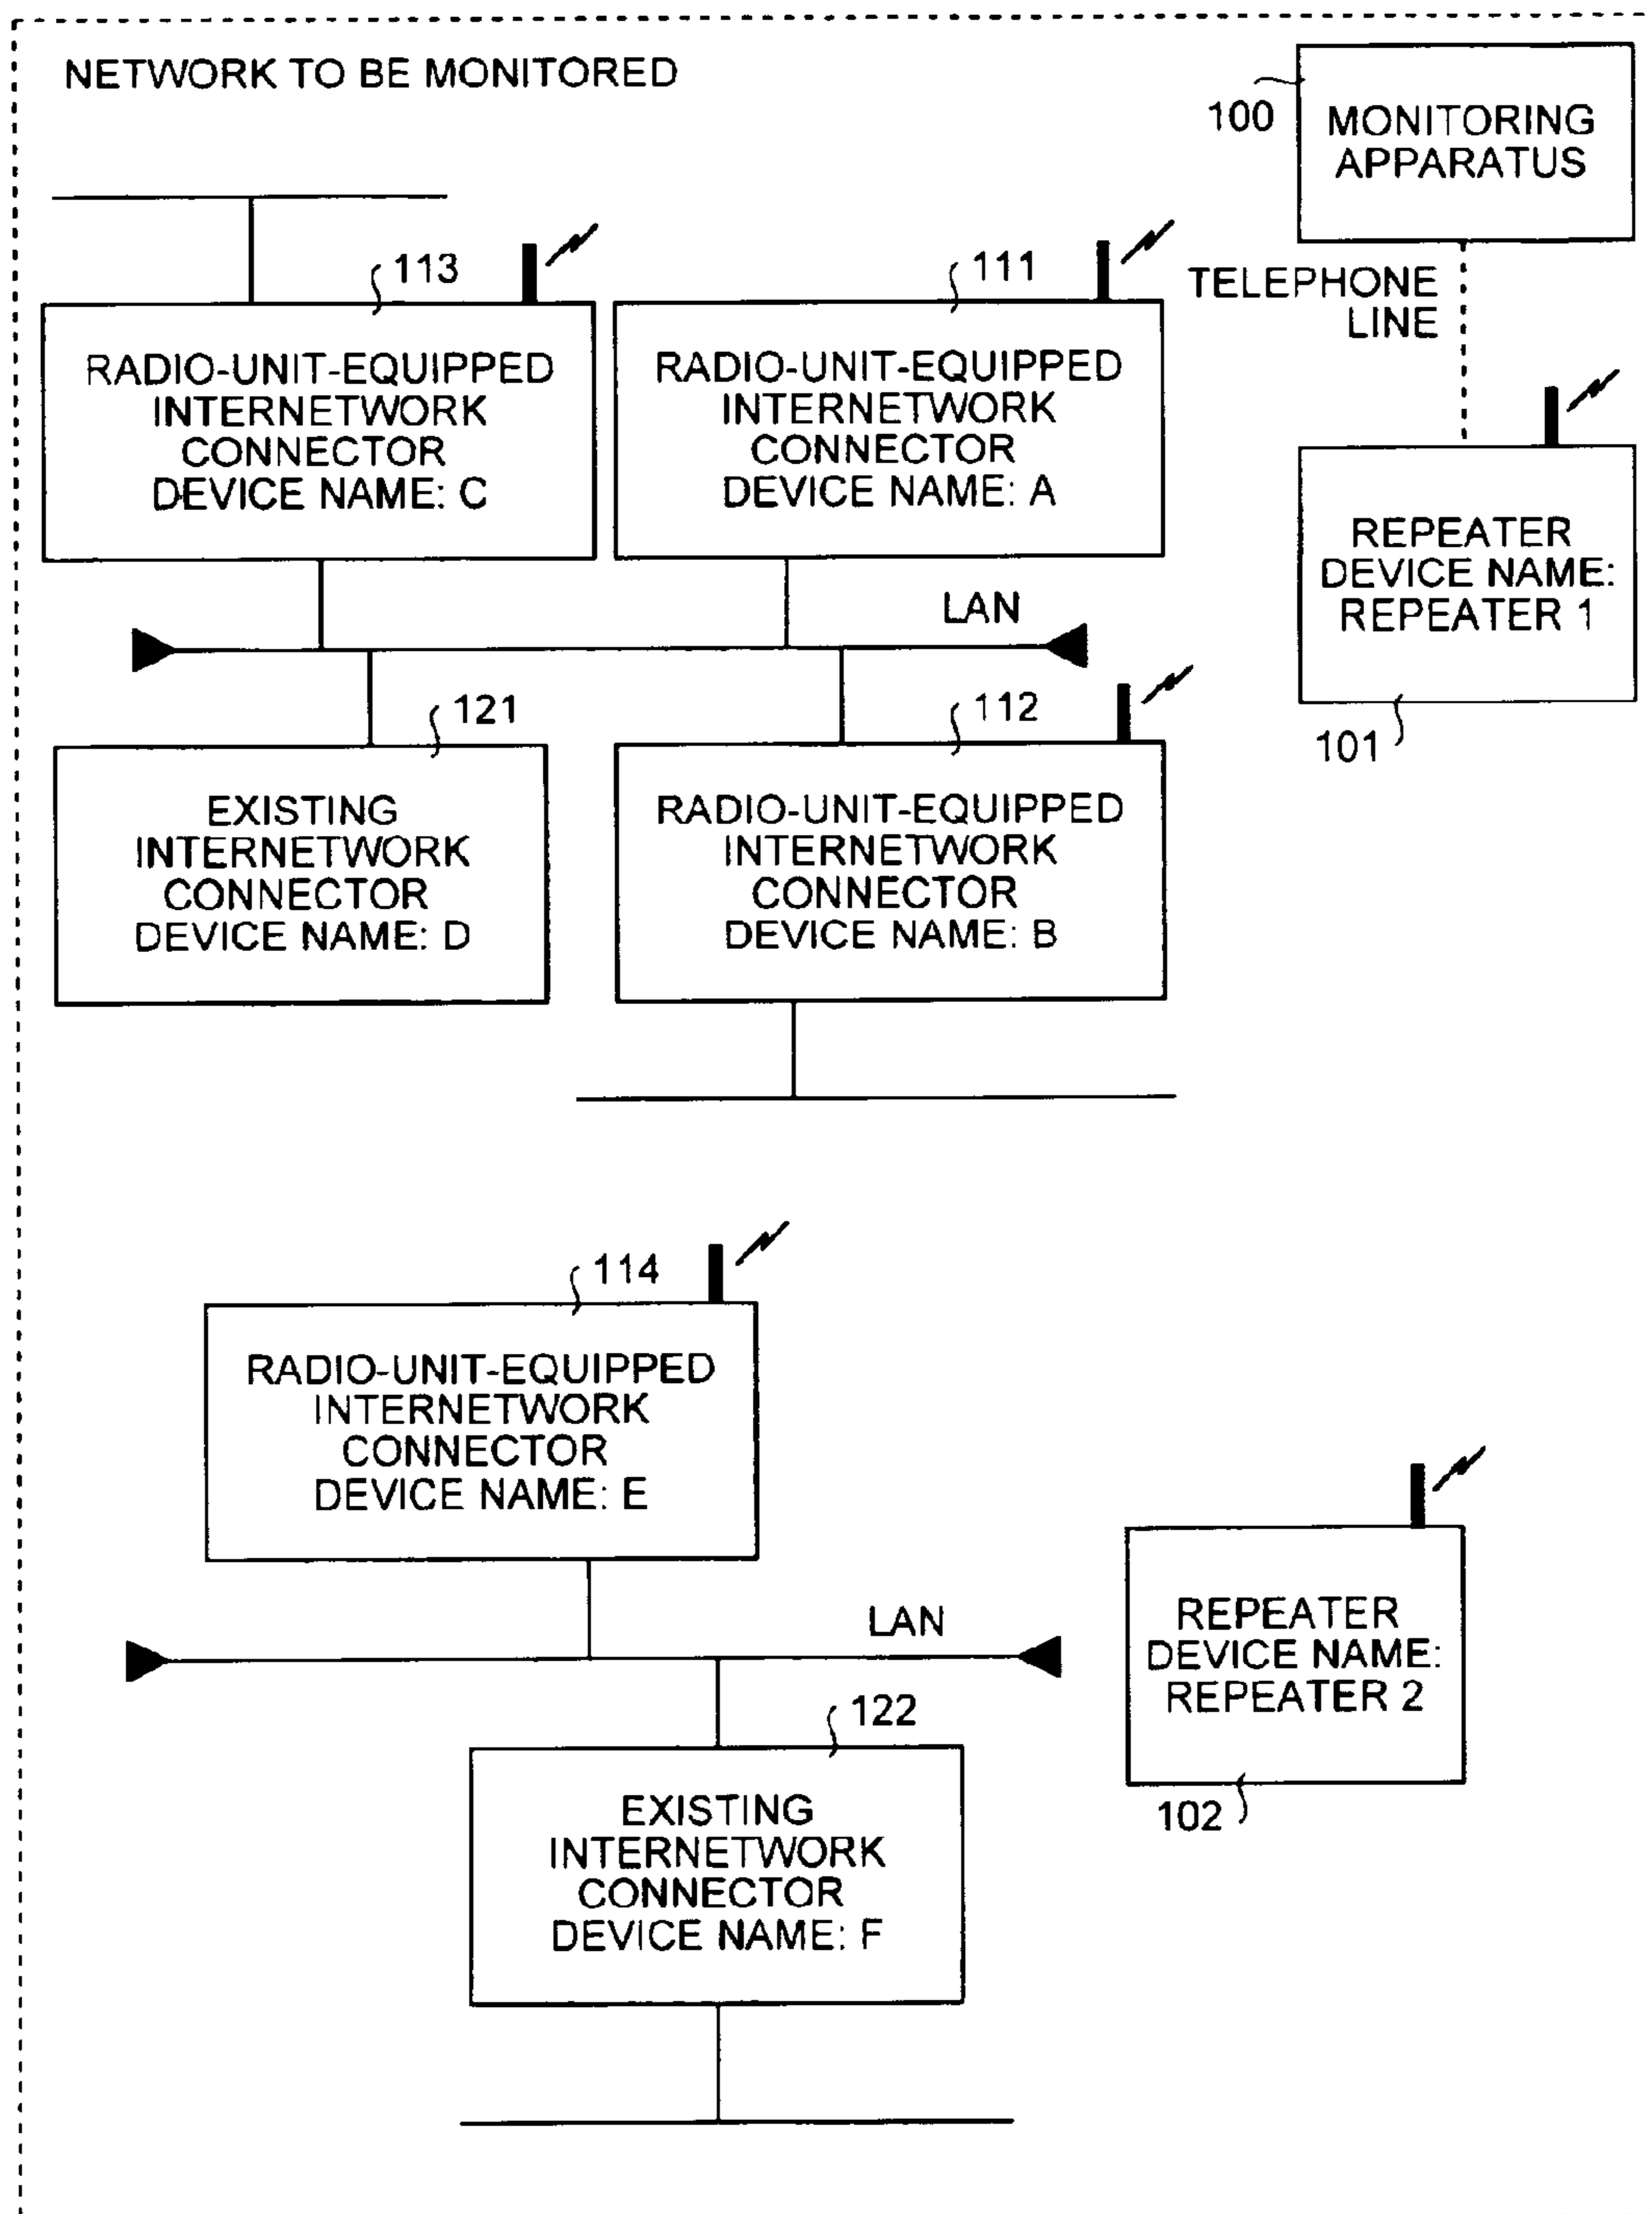 NETWORK TO BE MONITORED
100
MONITORING
APPARATUS
TELEPHONE
LINE
113
RADIO-UNIT-EQUIPPED
INTERNETWORK
CONNECTOR
DEVICE NAME: C
111
RADIO-UNIT-EQUIPPED
INTERNETWORK
CONNECTOR
DEVICE NAME: A
REPEATER
DEVICE NAME:
REPEATER 1
101
LAN
121
EXISTING
INTERNETWORK
CONNECTOR
DEVICE NAME: D
112
RADIO-UNIT-EQUIPPED
INTERNETWORK
CONNECTOR
DEVICE NAME: B
114
RADIO-UNIT-EQUIPPED
INTERNETWORK
CONNECTOR
DEVICE NAME: E
LAN
REPEATER
DEVICE NAME:
REPEATER 2
102
122
EXISTING
INTERNETWORK
CONNECTOR
DEVICE NAME: F